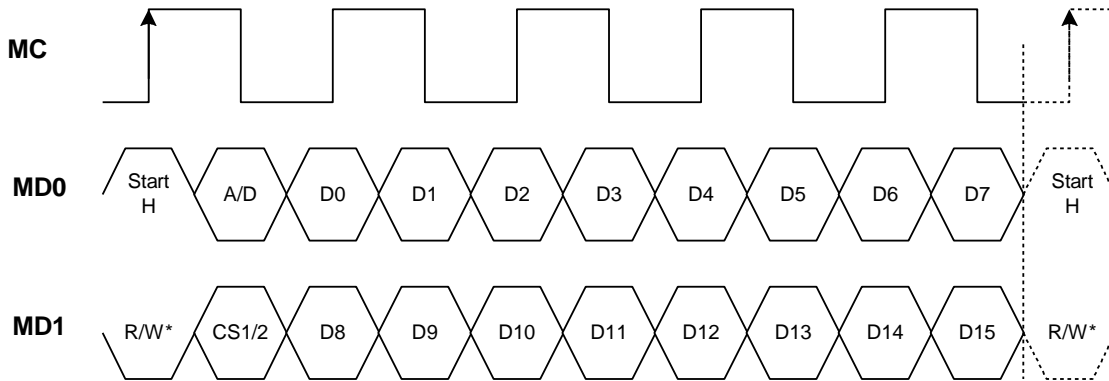 MC
MD0
Start
H
A/D
D0
D1
D2
D3
D4
D5
D6
D7
Start
H
MD1
R/W*
CS1/2
D8
D9
D10
D11
D12
D13
D14
D15
R/W*